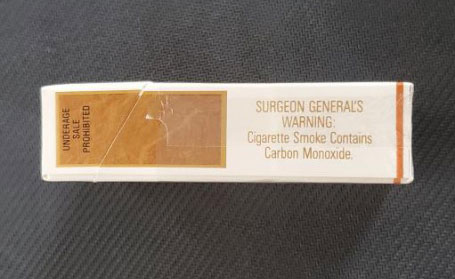 UNDERAGE
SALE
PROHIBITED
SURGEON GENERAL'S
WARNING:
Cigarette Smoke Contains
Carbon Monoxide.